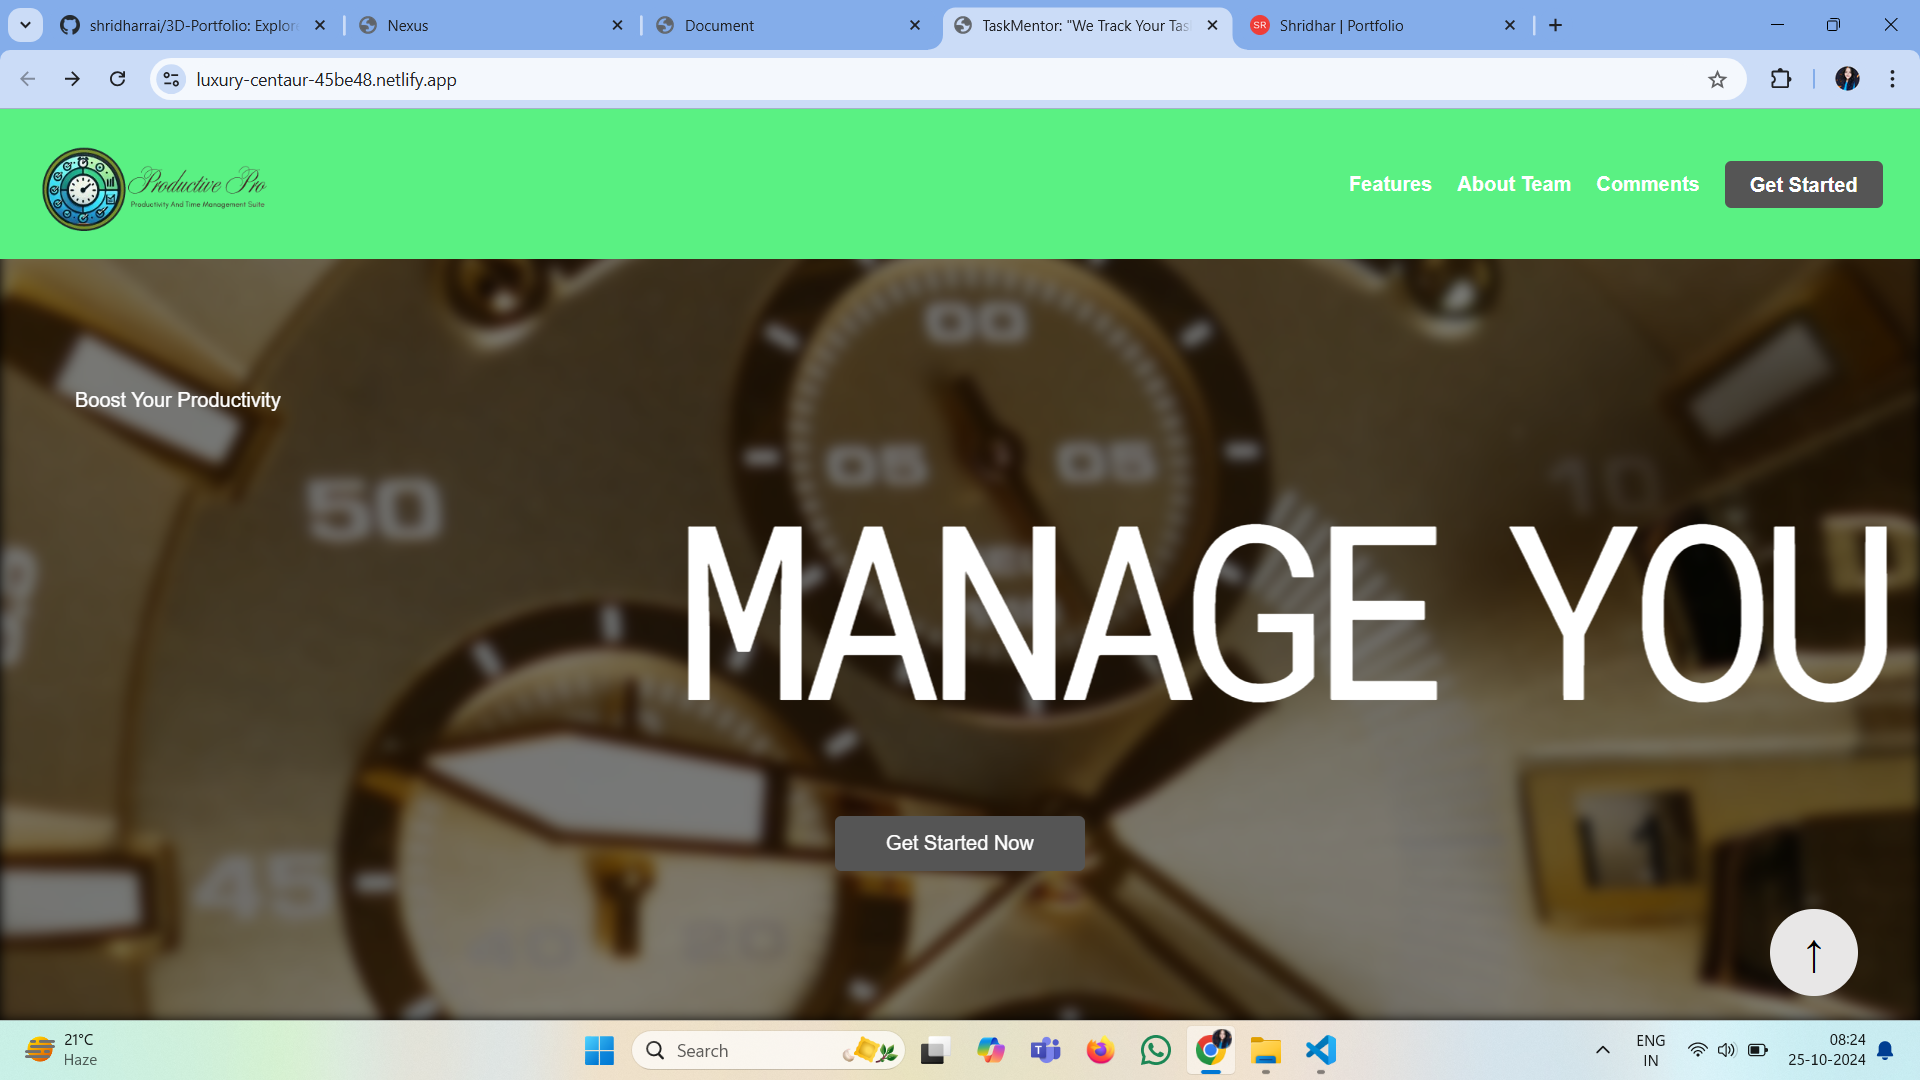 shridharrai/3D-Portfolio: Explor
Nexus
Document
TaskMentor: "We Track Your Tas
SR
Shridhar | Portfolio
luxury-centaur-45be48.netlify.app
Productive Pro
Productivity And Time Management Suite
Features
About Team
Comments
Get Started
Boost Your Productivity
00
05
05
50
10
MANAGE YOU
45
40
20
Get Started Now
↑
21°C
Haze
Search
ENG
IN
08:24
25-10-2024